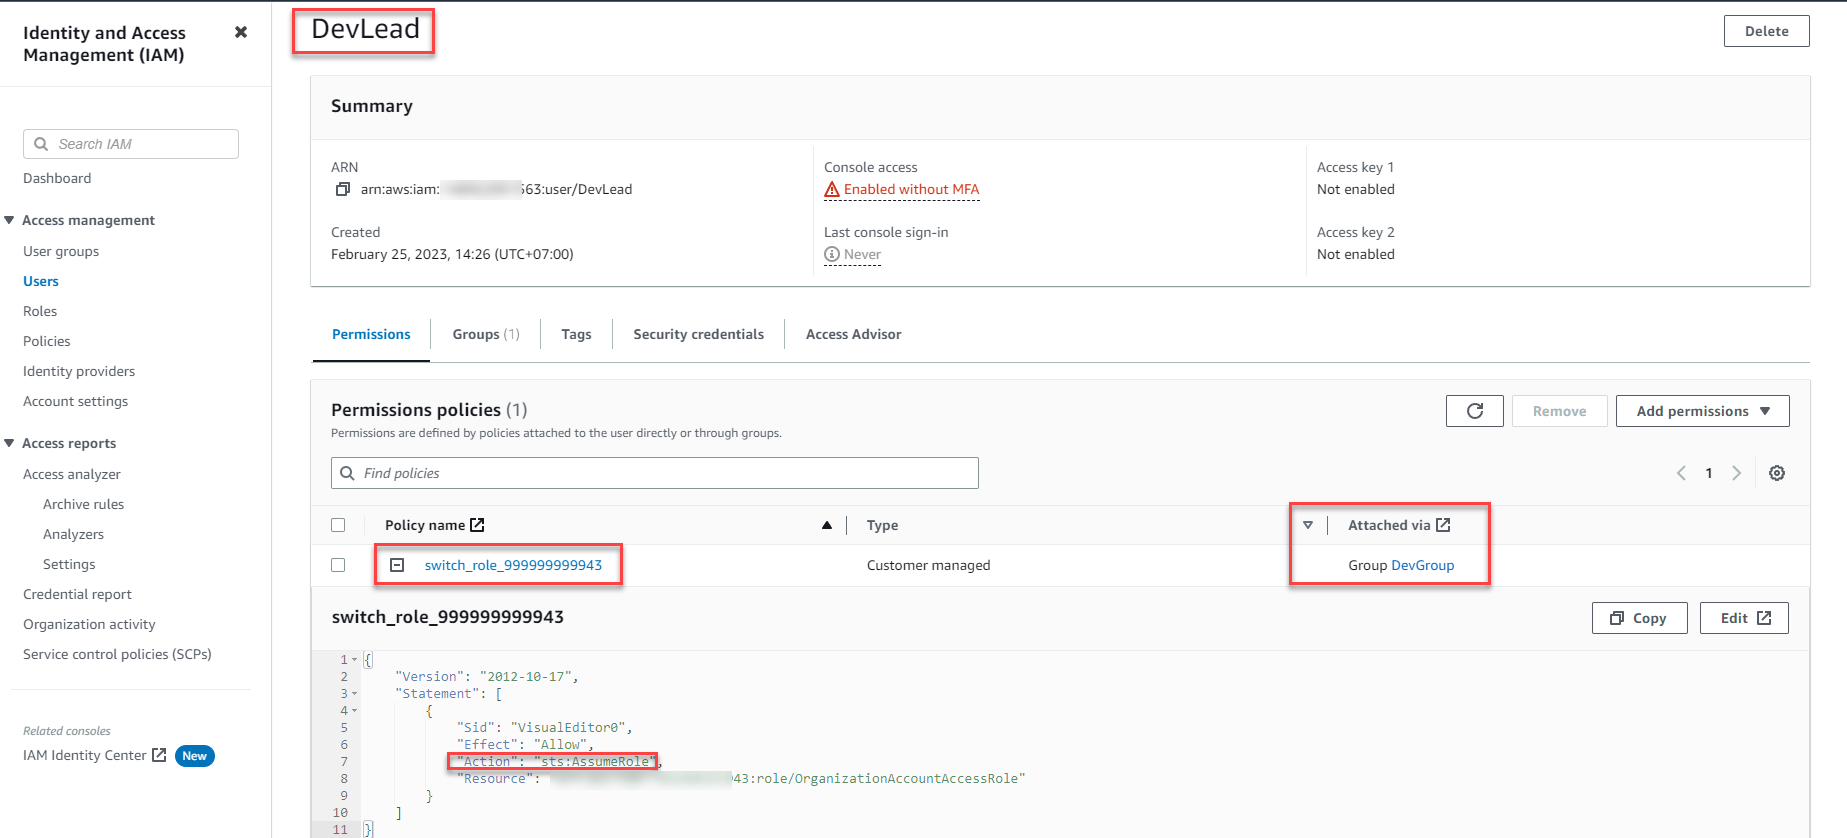 Identity and Access
Management (IAM)
Search IAM
Dashboard
Access management
User groups
Users
Roles
Policies
Identity providers
Account settings
Access reports
Access analyzer
Archive rules
Analyzers
Settings
Credential report
Organization activity
Service control policies (SCPs)
Related consoles
IAM Identity Center New
DevLead
Delete
Summary
ARN
arn:aws:iam: 563:user/DevLead
Created
February 25, 2023, 14:26 (UTC+07:00)
Console access
Enabled without MFA
Last console sign-in
Never
Access key 1
Not enabled
Access key 2
Not enabled
Permissions Groups (1) Tags Security credentials Access Advisor
Permissions policies (1)
Permissions are defined by policies attached to the user directly or through groups.
Remove Add permissions
Find policies
1
Policy name Type Attached via
switch_role_999999999943 Customer managed Group DevGroup
switch_role_999999999943
Copy Edit
1 {
2 "Version": "2012-10-17",
3 "Statement": [
4 {
5 "Sid": "VisualEditor0",
6 "Effect": "Allow",
7 "Action": "sts:AssumeRole",
8 "Resource": 943:role/OrganizationAccountAccessRole"
9 }
10 ]
11 }